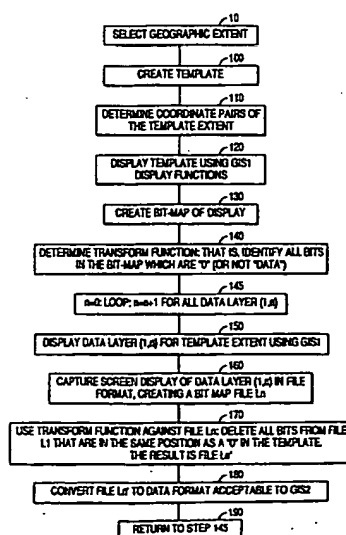 10
SELECT GEOGRAPHIC EXTENT
100
CREATE TEMPLATE
110
DETERMINE COORDINATE PAIRS
OF THE TEMPLATE EXTENT
120
DISPLAY TEMPLATE USING GIS1
DISPLAY FUNCTIONS
130
CREATE BIT-MAP OF DISPLAY
140
DETERMINE TRANSFORM FUNCTION: THAT IS, IDENTIFY ALL BITS
IN THE BIT-MAP WHICH ARE "0" (OR NOT "DATA")
145
n=0: LOOP; n=n+1 FOR ALL DATA LAYER (1,n)
150
DISPLAY DATA LAYER (1,n) FOR TEMPLATE EXTENT USING GIS1
160
CAPTURE SCREEN DISPLAY OF DATA LAYER (1,n) IN FILE
FORMAT, CREATING A BIT MAP FILE Ln
170
USE TRANSFORM FUNCTION AGAINST FILE Ln: DELETE ALL BITS FROM FILE
L1 THAT ARE IN THE SAME POSITION AS A "0" IN THE TEMPLATE.
THE RESULT IS FILE Ln'
180
CONVERT FILE Ln' TO DATA FORMAT ACCEPTABLE TO GIS2
190
RETURN TO STEP 145